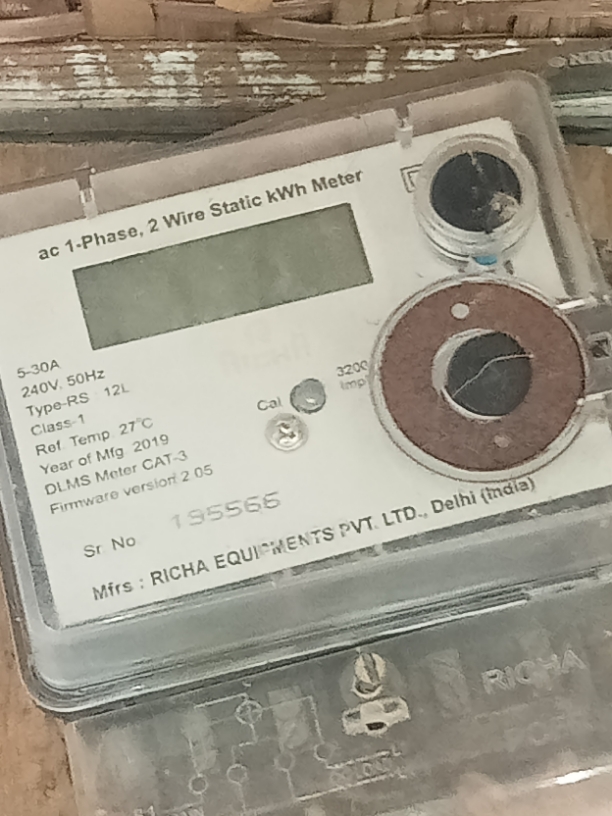 ac 1-Phase, 2 Wire Static kWh Meter
5-30A
240V. 50Hz
Type-RS : 12L
Class-1
Ref. Temp. 27°C
Year of Mfg. 2019
DLMS Meter CAT-3
Firmware version 2 05
Cal
3200
Imp
Sr No 195566
Mfrs : RICHA EQUIPMENTS PVT. LTD., Delhi (India)
RICHA